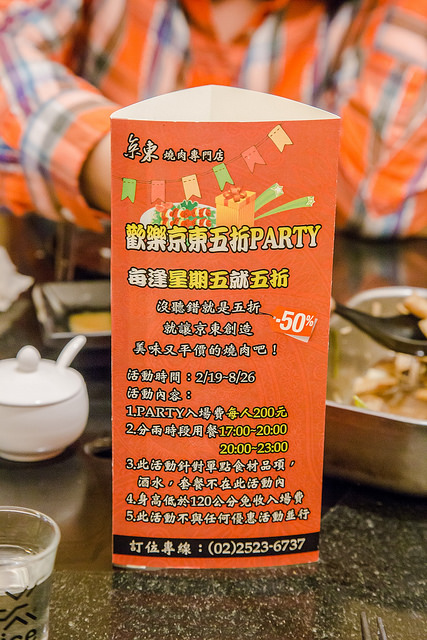 京東 燒肉專門店
歡樂京東五折PARTY
每逢星期五就五折
沒聽錯就是五折
就讓京東創造
美味又平價的燒肉吧！
-50%
活動時間：2/19-8/26
活動內容：
1.PARTY入場費每人200元
2.分兩時段用餐17:00-20:00
20:00-23:00
3.此活動針對單點食材品項，
酒水，套餐不在此活動內
4.身高低於120公分免收入場費
5.此活動不與任何優惠活動並行
訂位專線：(02)2523-6737